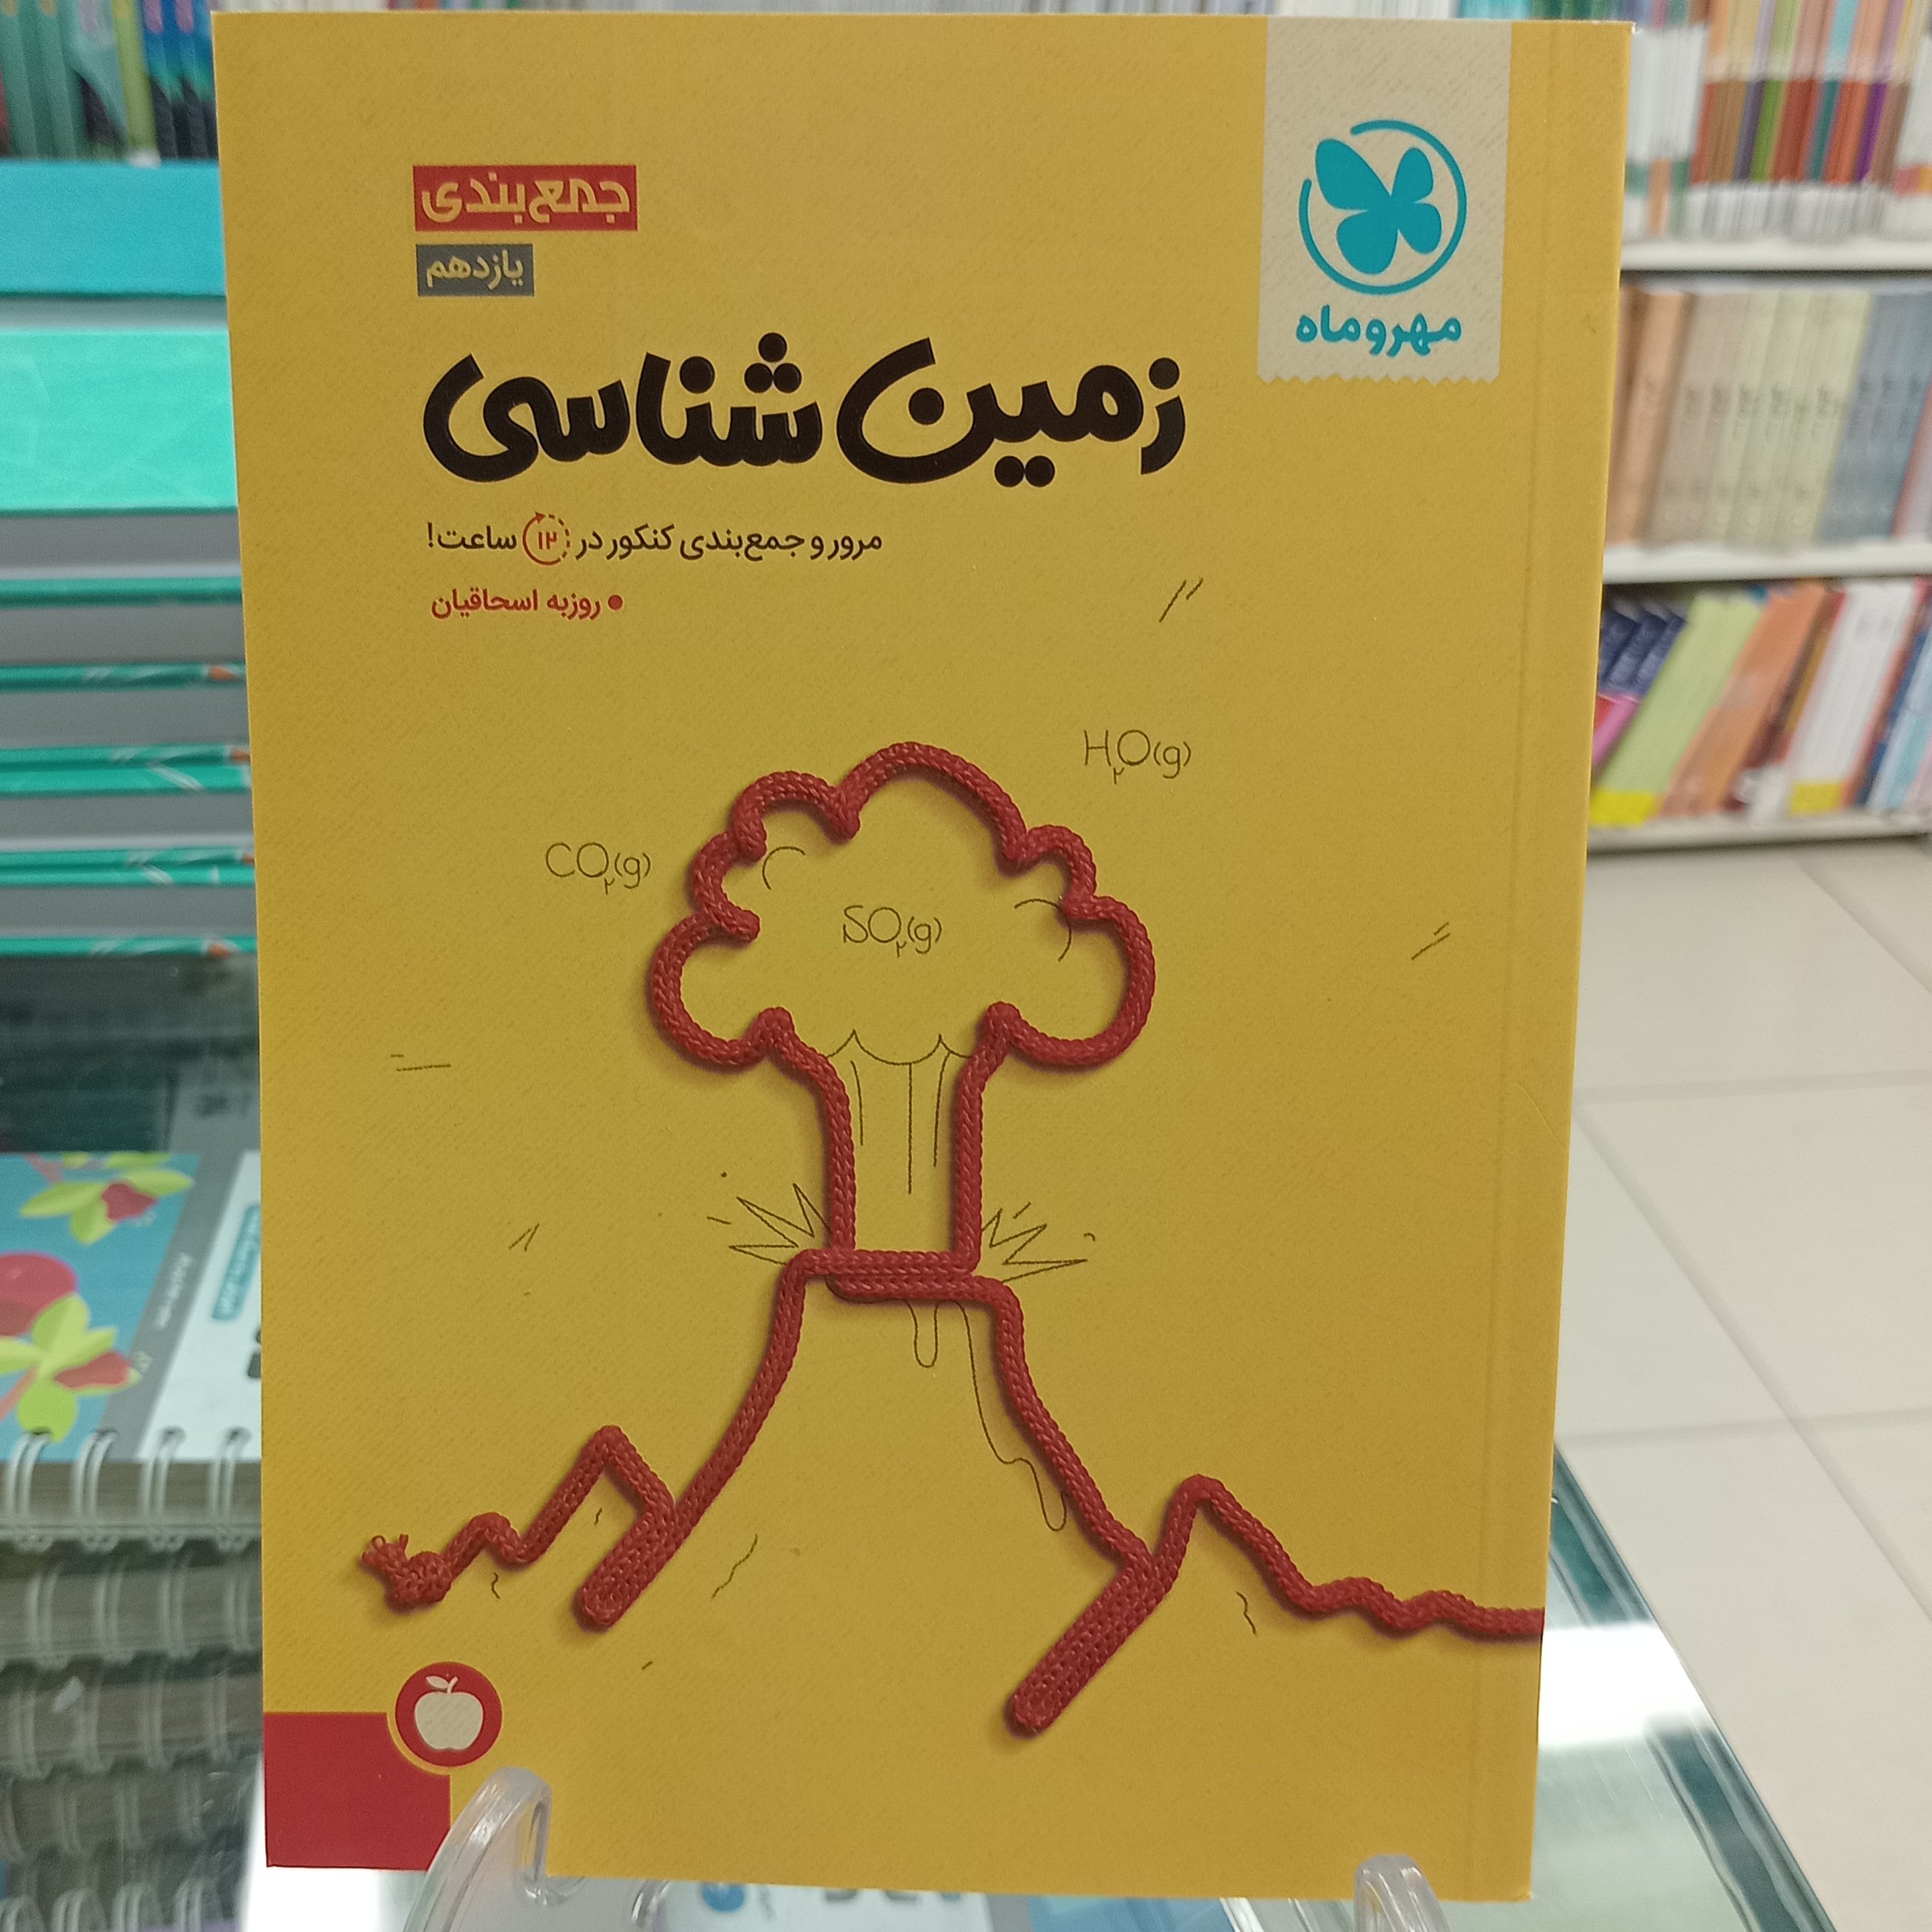 جمع‌بندی
یازدهم
مهروماه
زمین‌شناسی
مرور و جمع‌بندی کنکور در ۱۲ ساعت!
• روزبه اسحاقیان
H₂O(g)
CO₂(g)
SO₂(g)